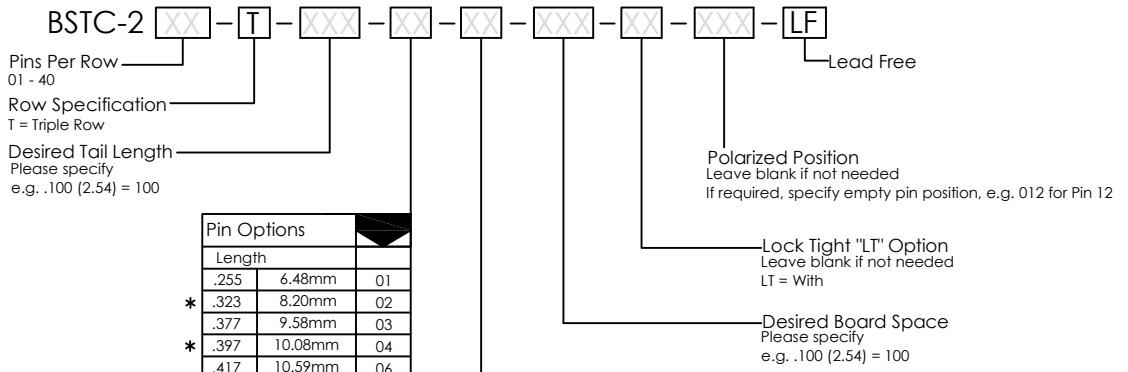 BSTC-2 XX - T - XXX - XX - XX - XXX - XX - XXX - LF
Pins Per Row
01 - 40
Row Specification
T = Triple Row
Desired Tail Length
Please specify
e.g. .100 (2.54) = 100
Lead Free
Polarized Position
Leave blank if not needed
If required, specify empty pin position, e.g. 012 for Pin 12
Lock Tight "LT" Option
Leave blank if not needed
LT = With
Desired Board Space
Please specify
e.g. .100 (2.54) = 100
Pin Options
Length
.255 6.48mm 01
* .323 8.20mm 02
.377 9.58mm 03
* .397 10.08mm 04
.417 10.59mm 06